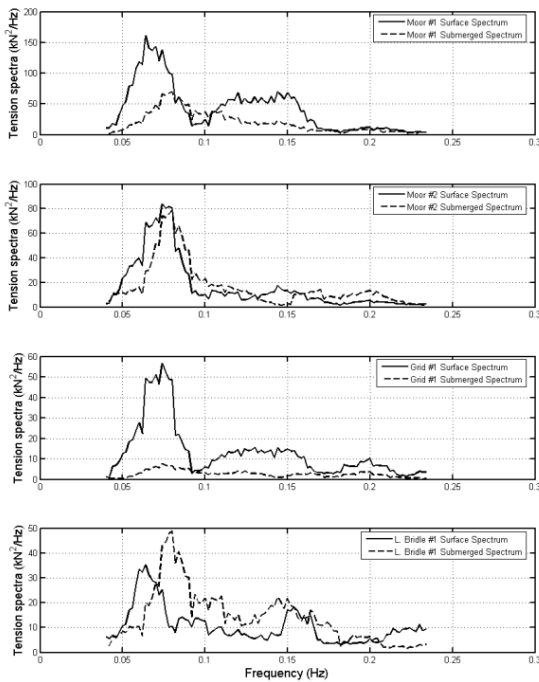 200
150
100
50
0
Tension spectra (kN²/Hz)
Moor #1 Surface Spectrum
Moor #1 Submerged Spectrum
0 0.05 0.1 0.15 0.2 0.25 0.3
100
80
60
40
20
0
Tension spectra (kN²/Hz)
Moor #2 Surface Spectrum
Moor #2 Submerged Spectrum
0 0.05 0.1 0.15 0.2 0.25 0.3
60
50
40
30
20
10
0
Tension spectra (kN²/Hz)
Grid #1 Surface Spectrum
Grid #1 Submerged Spectrum
0 0.05 0.1 0.15 0.2 0.25 0.3
50
40
30
20
10
0
Tension spectra (kN²/Hz)
L. Bridle #1 Surface Spectrum
L. Bridle #1 Submerged Spectrum
0 0.05 0.1 0.15 0.2 0.25 0.3
Frequency (Hz)